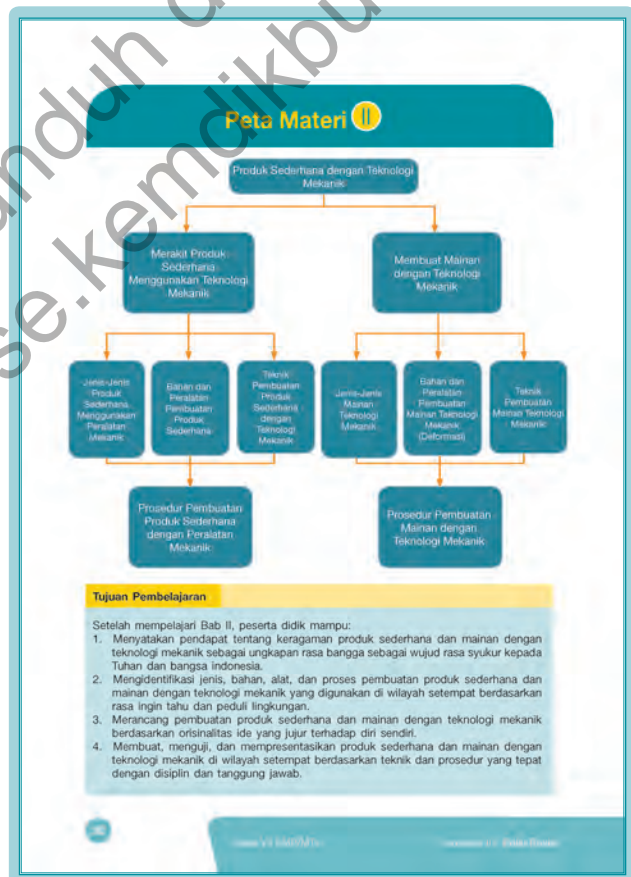 Peta Materi II
Produk Sederhana dengan Teknologi
Mekanik
Merakit Produk
Sederhana
Menggunakan Teknologi
Mekanik
Membuat Mainan
dengan Teknologi
Mekanik
Jenis-Jenis
Produk
Sederhana
Menggunakan
Peralatan
Mekanik
Bahan dan
Peralatan
Pembuatan
Produk
Sederhana
Teknik
Pembuatan
Produk
Sederhana
dengan
Teknologi
Mekanik
Jenis-Jenis
Mainan
Teknologi
Mekanik
Bahan dan
Peralatan
Pembuatan
Mainan Teknologi
Mekanik
(Deformasi)
Teknik
Pembuatan
Mainan Teknologi
Mekanik
Prosedur Pembuatan
Produk Sederhana
dengan Peralatan
Mekanik
Prosedur Pembuatan
Mainan dengan
Teknologi Mekanik
Tujuan Pembelajaran
Setelah mempelajari Bab II, peserta didik mampu:
1. Menyatakan pendapat tentang keragaman produk sederhana dan mainan dengan
teknologi mekanik sebagai ungkapan rasa bangga sebagai wujud rasa syukur kepada
Tuhan dan bangsa indonesia.
2. Mengidentifikasi jenis, bahan, alat, dan proses pembuatan produk sederhana dan
mainan dengan teknologi mekanik yang digunakan di wilayah setempat berdasarkan
rasa ingin tahu dan peduli lingkungan.
3. Merancang pembuatan produk sederhana dan mainan dengan teknologi mekanik
berdasarkan orisinalitas ide yang jujur terhadap diri sendiri.
4. Membuat, menguji, dan mempresentasikan produk sederhana dan mainan dengan
teknologi mekanik di wilayah setempat berdasarkan teknik dan prosedur yang tepat
dengan disiplin dan tanggung jawab.